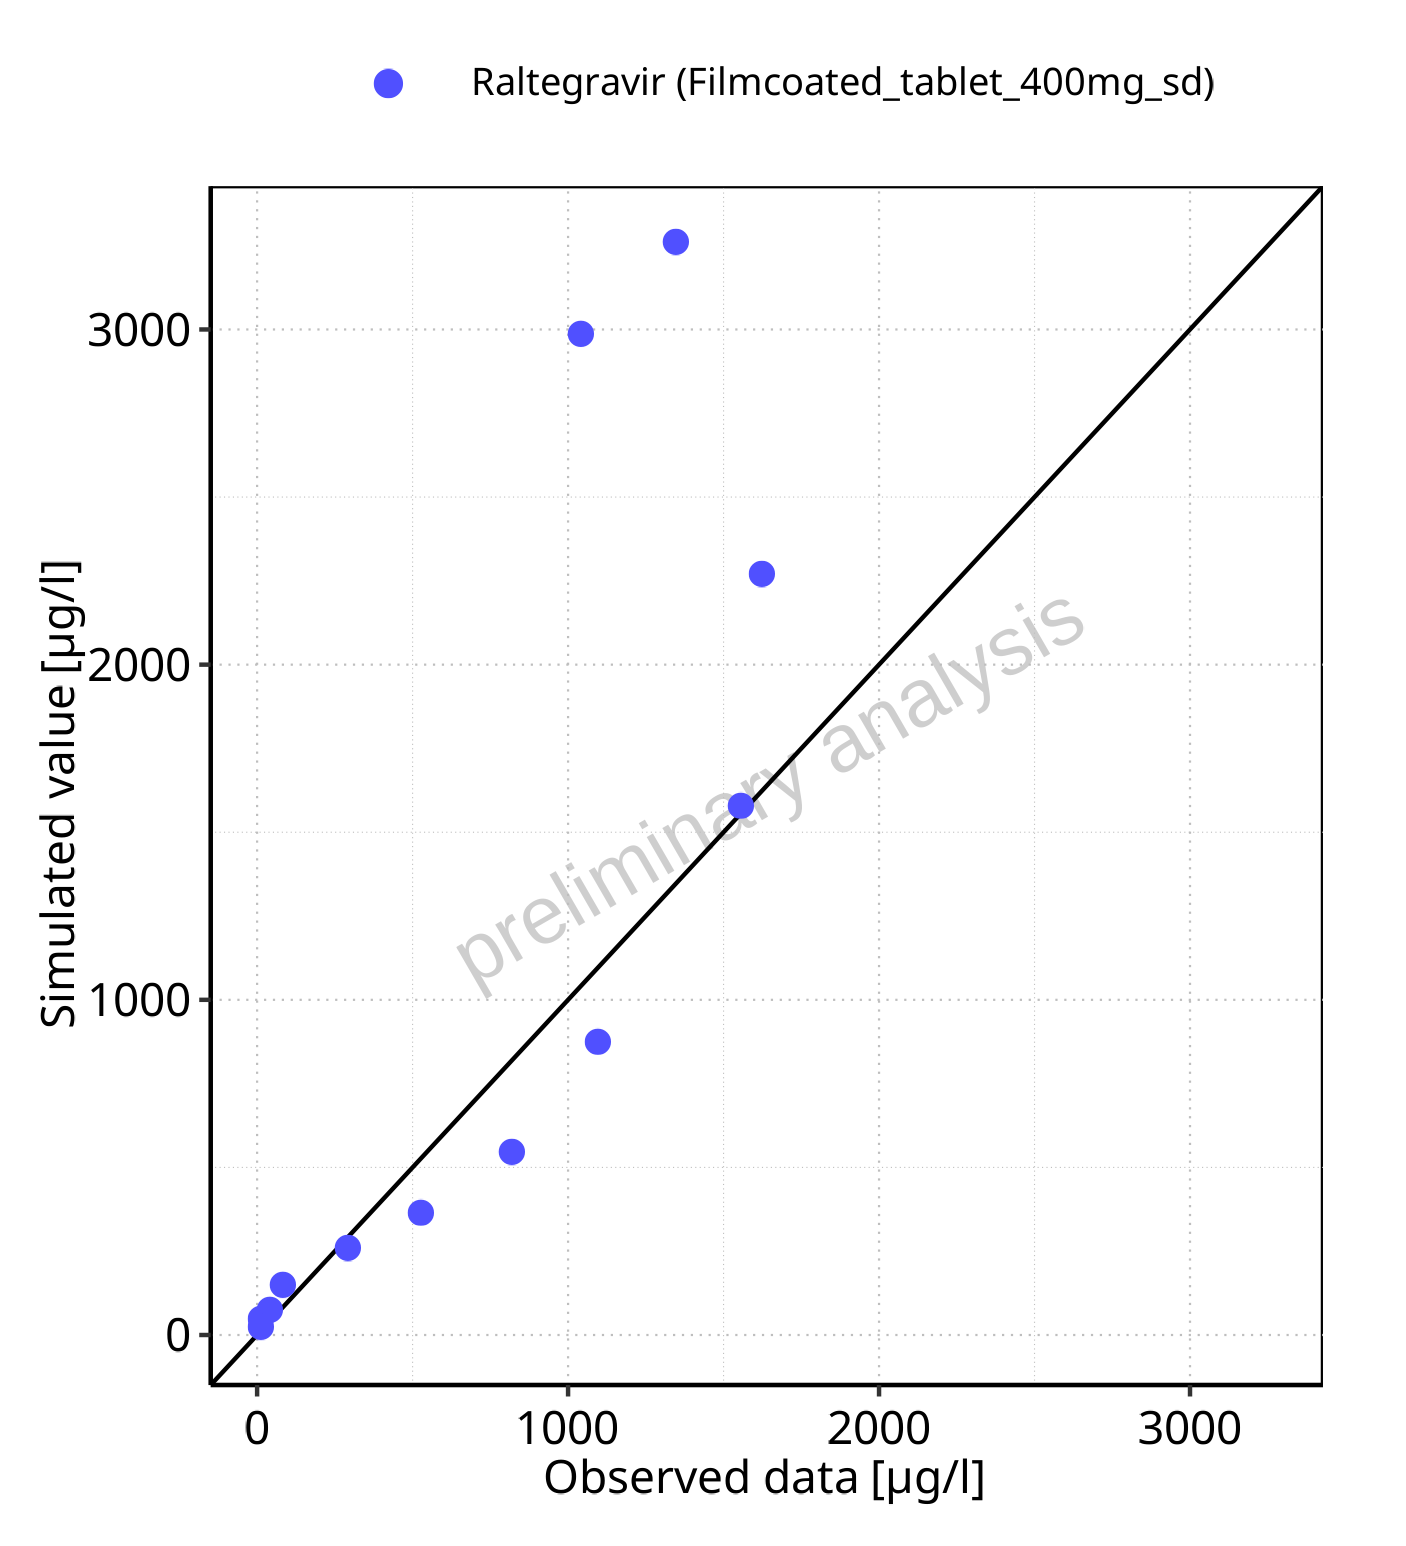 Raltegravir (Filmcoated_tablet_400mg_sd)
3000
2000
1000
0
Simulated value [µg/l]
preliminary analysis
0 1000 2000 3000
Observed data [µg/l]